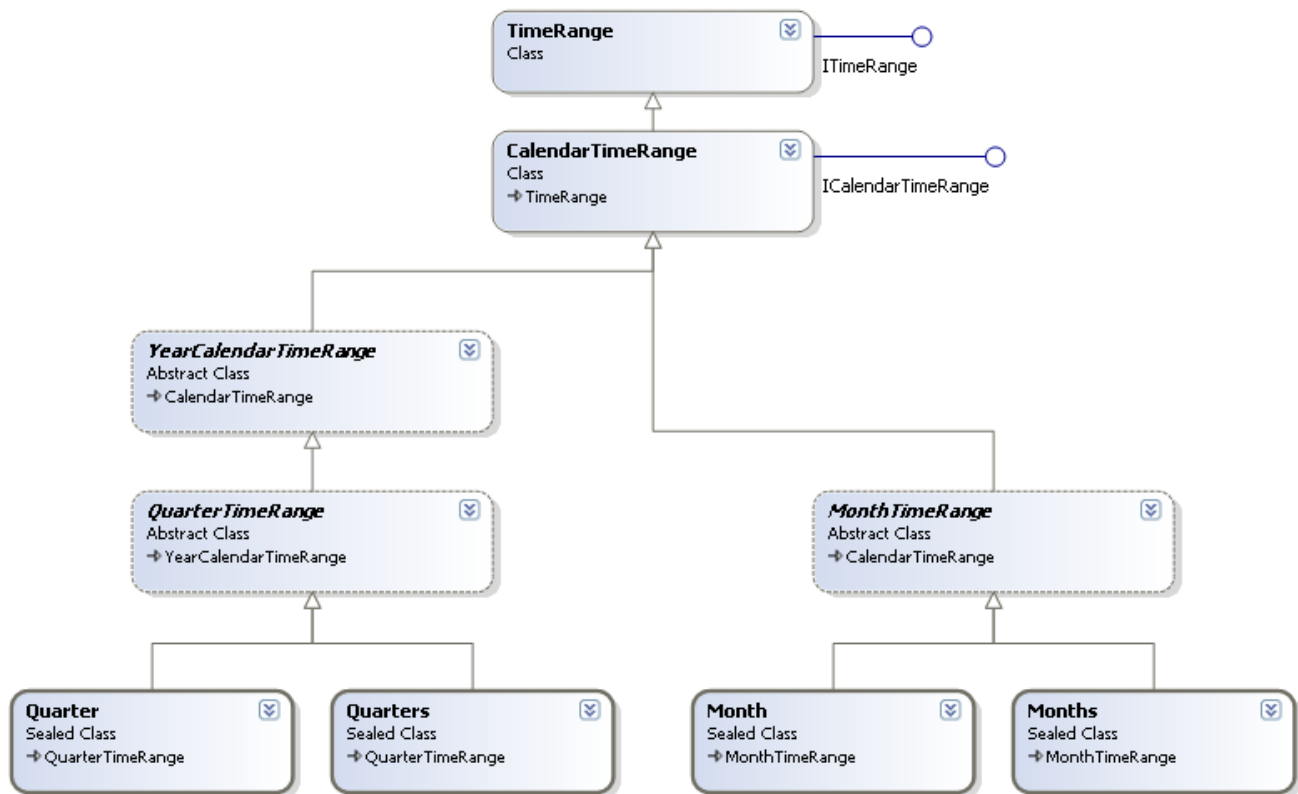 TimeRange
Class
ITimeRange
CalendarTimeRange
Class
TimeRange
ICalendarTimeRange
YearCalendarTimeRange
Abstract Class
CalendarTimeRange
QuarterTimeRange
Abstract Class
YearCalendarTimeRange
MonthTimeRange
Abstract Class
CalendarTimeRange
Quarter
Sealed Class
QuarterTimeRange
Quarters
Sealed Class
QuarterTimeRange
Month
Sealed Class
MonthTimeRange
Months
Sealed Class
MonthTimeRange